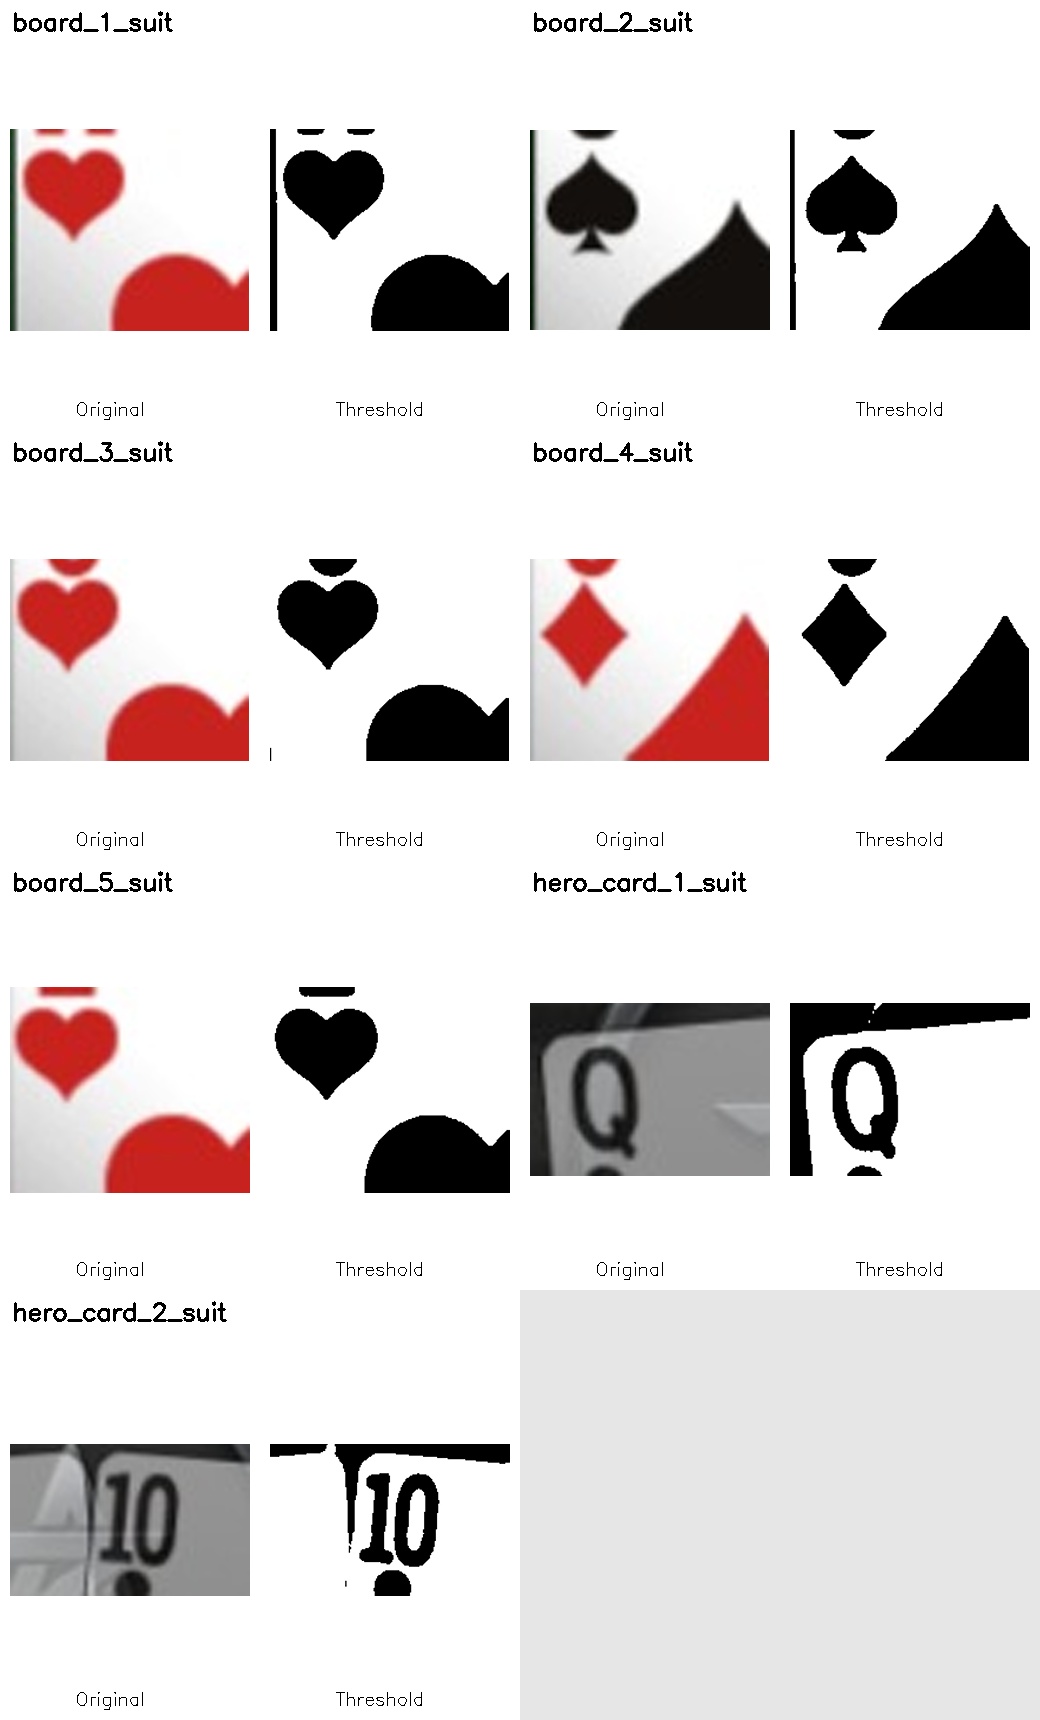 board_1_suit
board_2_suit
Original
Threshold
Original
Threshold
board_3_suit
board_4_suit
Original
Threshold
Original
Threshold
board_5_suit
hero_card_1_suit
Q
Q
Original
Threshold
Original
Threshold
hero_card_2_suit
10
10
Original
Threshold